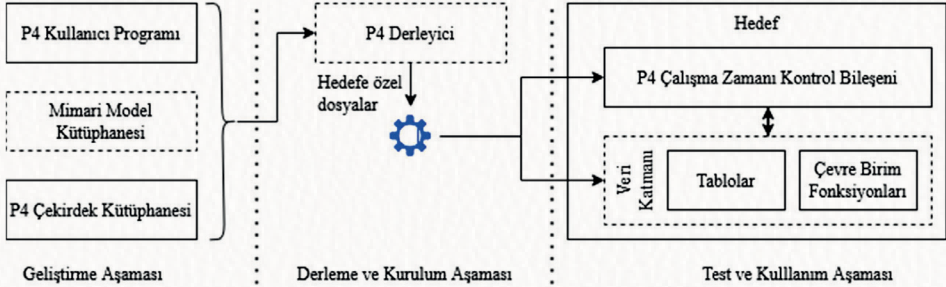 P4 Kullanıcı Programı
Mimari Model
Kütüphanesi
P4 Çekirdek Kütüphanesi
Geliştirme Aşaması
P4 Derleyici
Hedefe özel
dosyalar
Derleme ve Kurulum Aşaması
Hedef
P4 Çalışma Zamanı Kontrol Bileşeni
Veri
Katmanı
Tablolar
Çevre Birim
Fonksiyonları
Test ve Kulllanım Aşaması